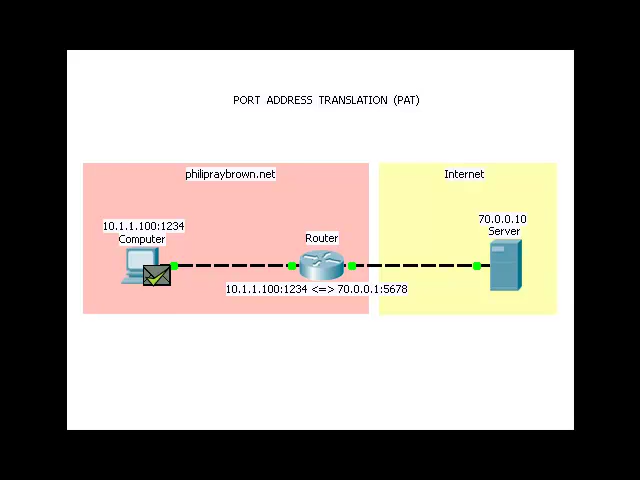 PORT ADDRESS TRANSLATION (PAT)
philipraybrown.net
Internet
10.1.1.100:1234
Computer
Router
70.0.0.10
Server
10.1.1.100:1234 <=> 70.0.0.1:5678